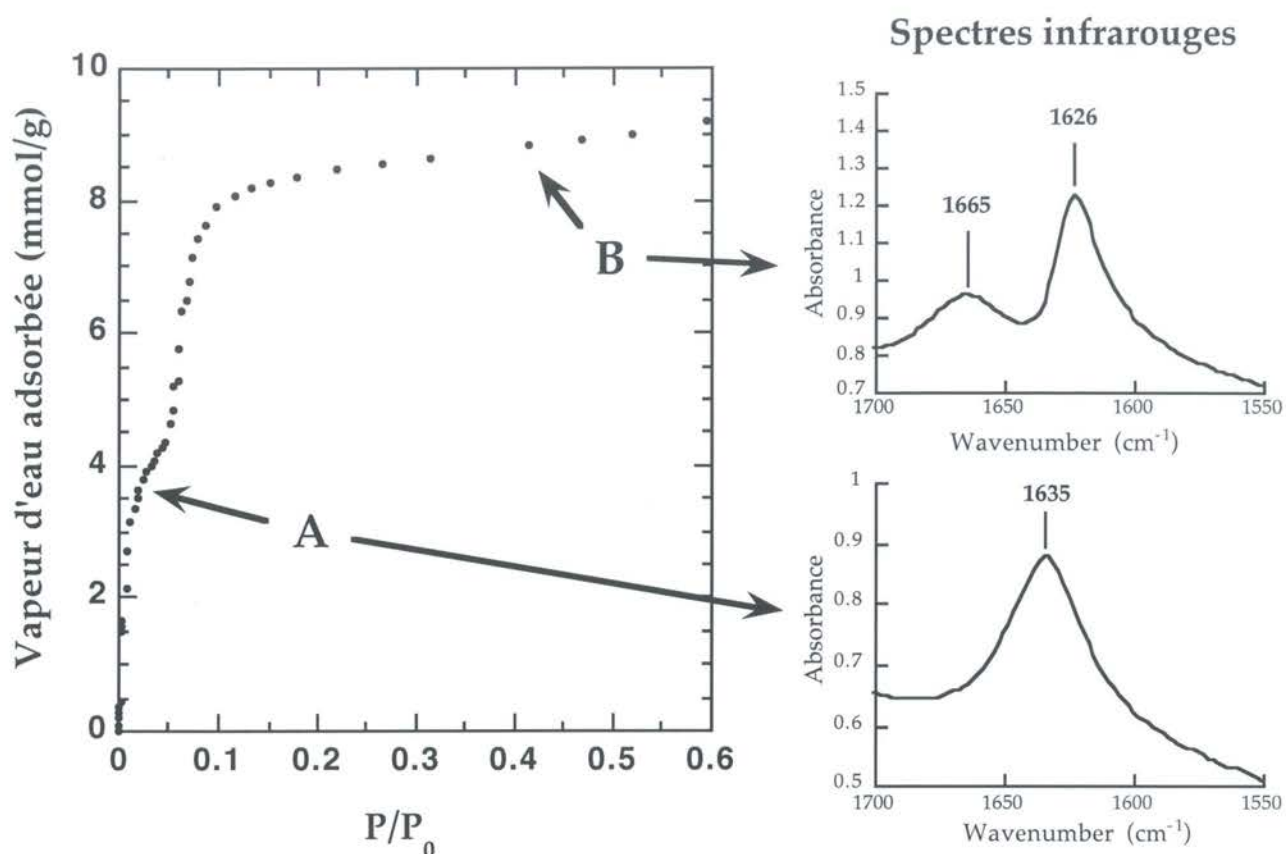 Spectres infrarouges
Vapeur d'eau adsorbée (mmol/g)
10
8
6
4
2
0
0 0.1 0.2 0.3 0.4 0.5 0.6
P/P0
A
B
1.5
1.4
1.3
1.2
1.1
1
0.9
0.8
0.7
Absorbance
1665
1626
1700 1650 1600 1550
Wavenumber (cm-1)
1
0.9
0.8
0.7
0.6
0.5
Absorbance
1635
1700 1650 1600 1550
Wavenumber (cm-1)